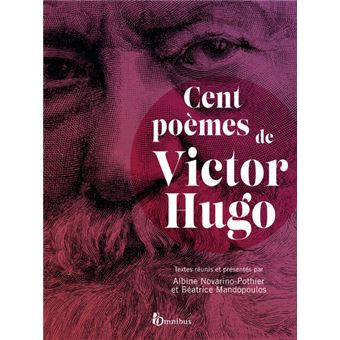 Cent
poèmes de
Victor
Hugo
Textes réunis et présentés par
Albine Novarino-Pothier
et Béatrice Mandopoulos
Omnibus